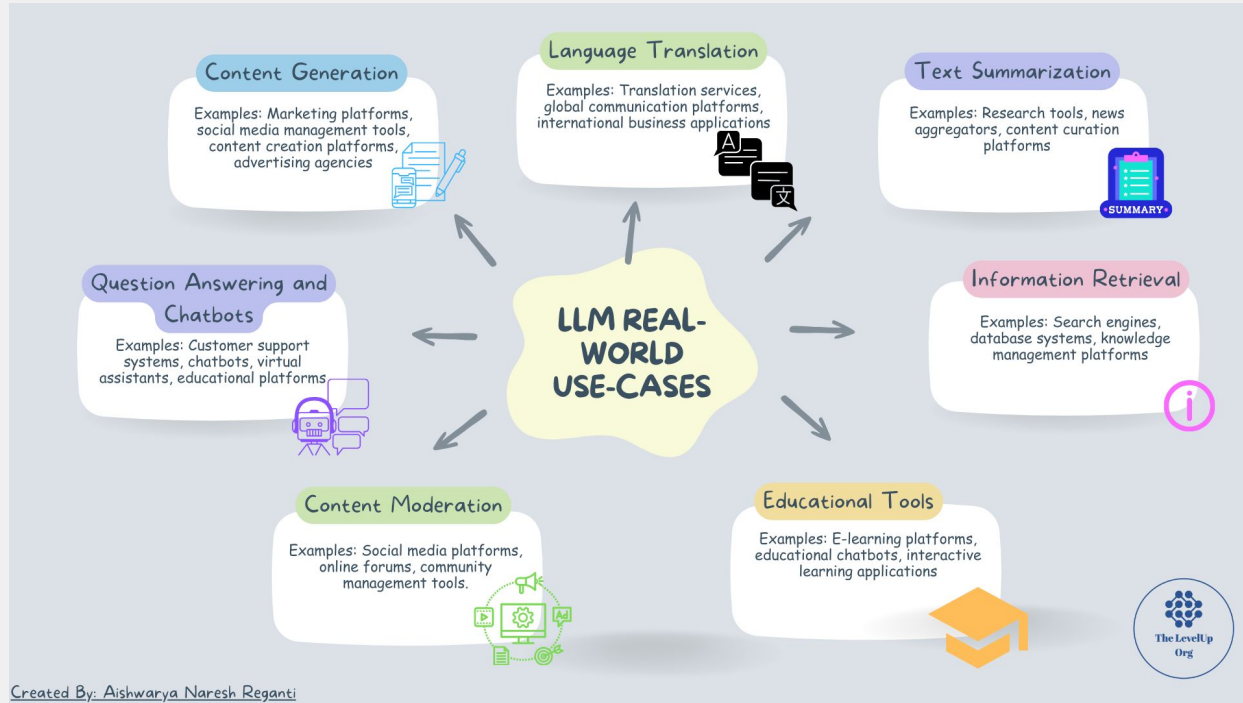 Content Generation
Examples: Marketing platforms,
social media management tools,
content creation platforms,
advertising agencies
Language Translation
Examples: Translation services,
global communication platforms,
international business applications
A
文
Text Summarization
Examples: Research tools, news
aggregators, content curation
platforms
SUMMARY
Question Answering and
Chatbots
Examples: Customer support
systems, chatbots, virtual
assistants, educational platforms
LLM REAL-
WORLD
USE-CASES
Information Retrieval
Examples: Search engines,
database systems, knowledge
management platforms
i
Content Moderation
Examples: Social media platforms,
online forums, community
management tools.
Ad
Educational Tools
Examples: E-learning platforms,
educational chatbots, interactive
learning applications
The LevelUp
Org
Created By: Aishwarya Naresh Reganti